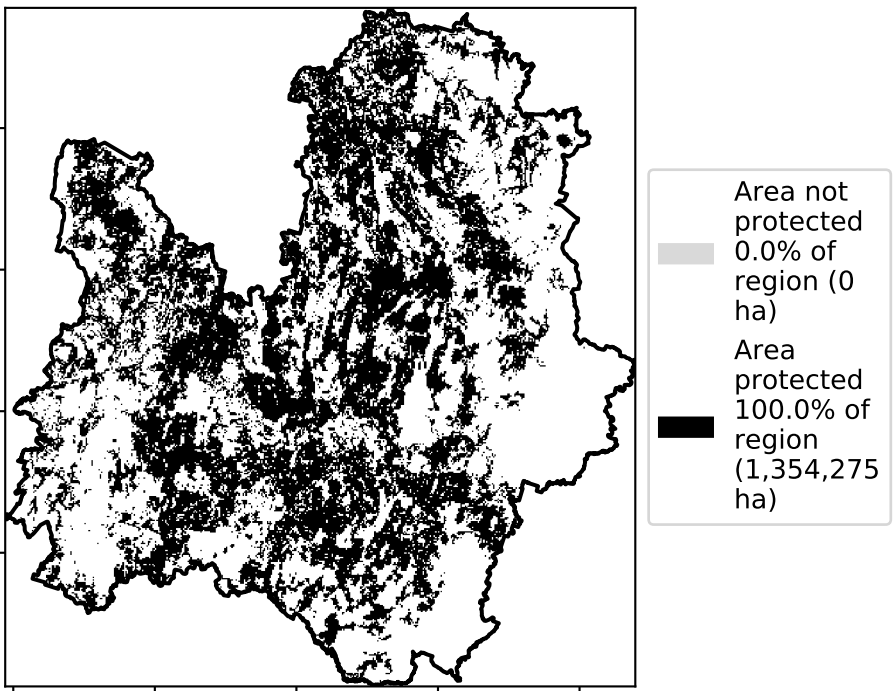 Area not
protected
0.0% of
region (0
ha)
Area
protected
100.0% of
region
(1,354,275
ha)